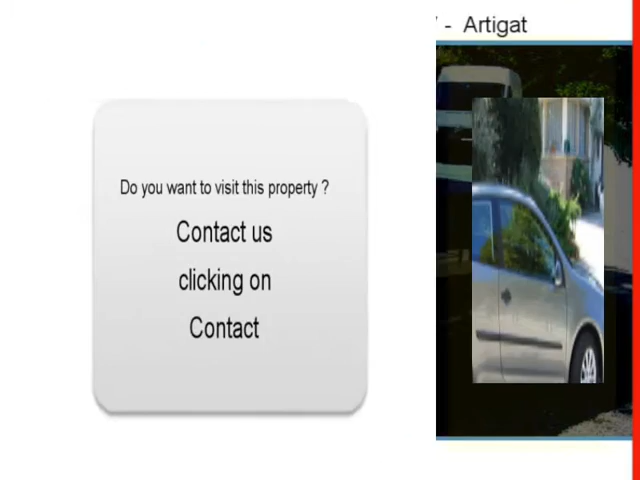 - Artigat
Do you want to visit this property ?
Contact us
clicking on
Contact